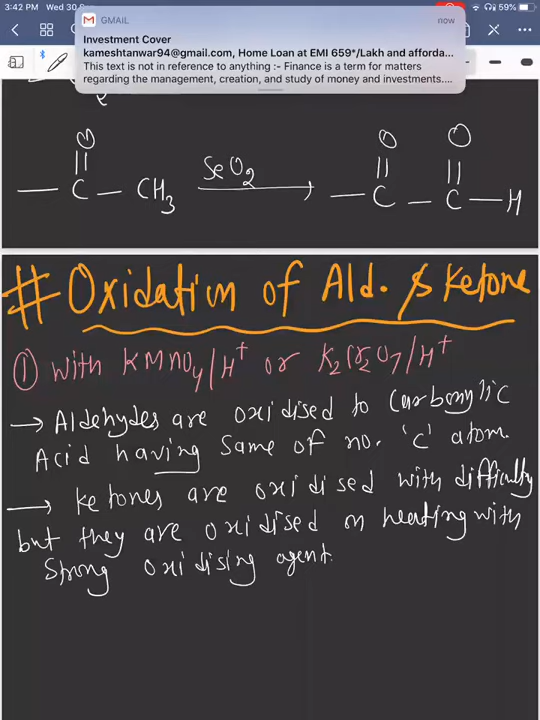 3:42 PM Wed 30
59%
GMAIL
now
Investment Cover
kameshtanwar94@gmail.com, Home Loan at EMI 659*/Lakh and afforda...
This text is not in reference to anything :- Finance is a term for matters
regarding the management, creation, and study of money and investments....
O SeO2 O O
— C — CH3 → — C — C — H
# Oxidation of Ald. & Ketone
① With KMnO4/H+ or K2Cr2O7/H+
→ Aldehydes are oxidised to Carboxylic
Acid having same of no. 'C' atom.
→ Ketones are oxidised with difficulty
but they are oxidised on heating with
Strong oxidising agent.